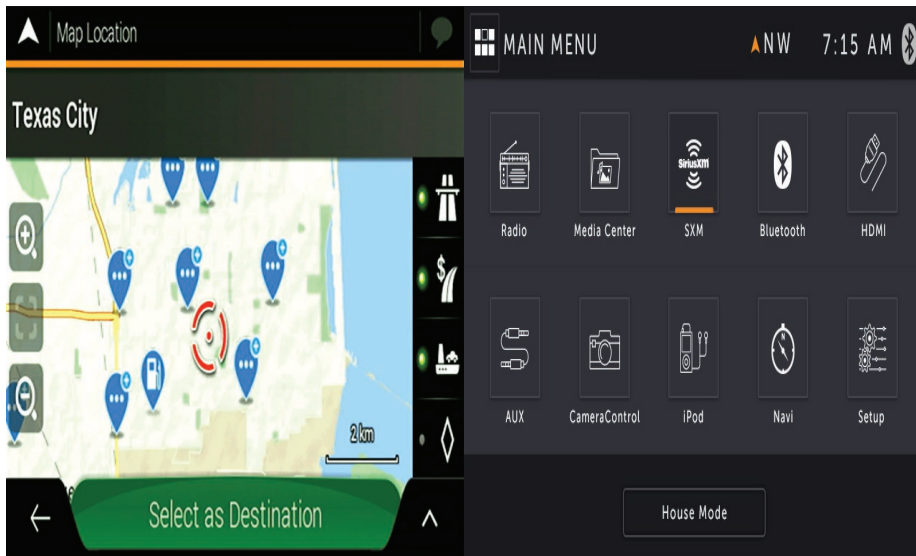 Map Location
Texas City
2 km
Select as Destination
MAIN MENU
NW 7:15 AM
Radio
Media Center
SiriusXM
SXM
Bluetooth
HDMI
AUX
CameraControl
iPod
N
Navi
Setup
House Mode